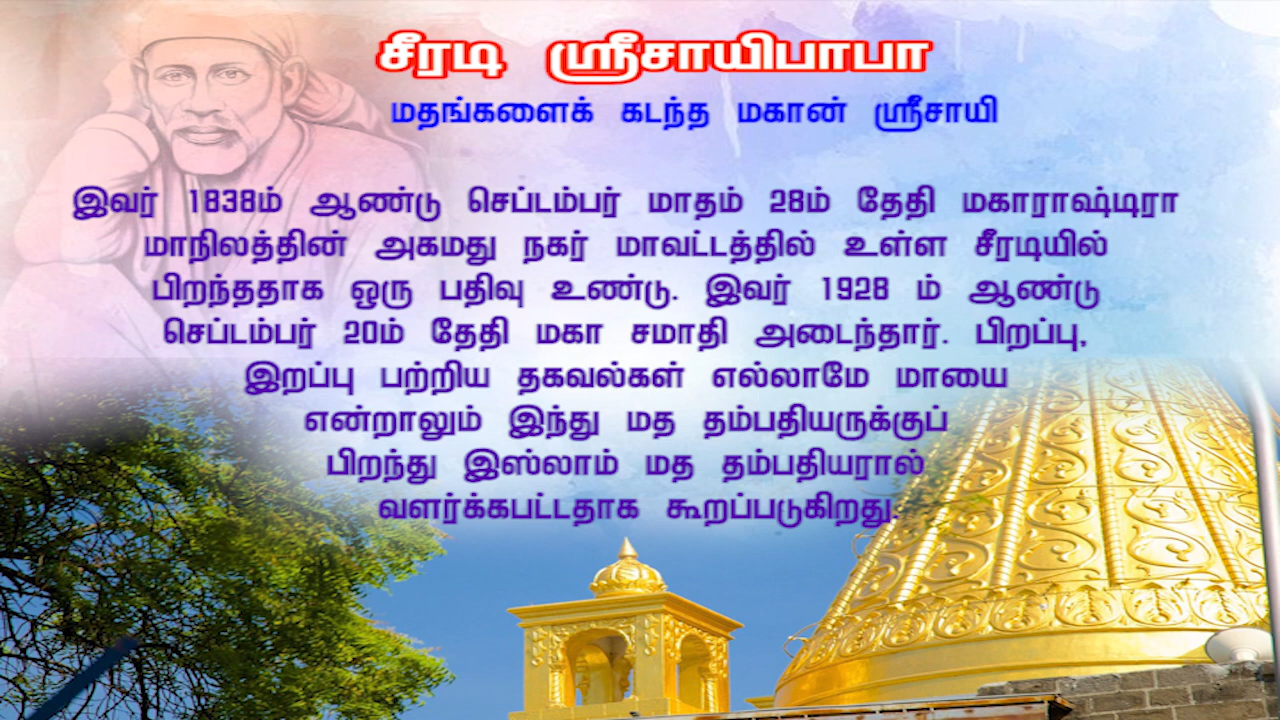 சீரடி ஸ்ரீசாயிபாபா
மதங்களைக் கடந்த மகான் ஸ்ரீசாயி
இவர் 1838ம் ஆண்டு செப்டம்பர் மாதம் 28ம் தேதி மகாராஷ்டிரா
மாநிலத்தின் அகமது நகர் மாவட்டத்தில் உள்ள சீரடியில்
பிறந்ததாக ஒரு பதிவு உண்டு. இவர் 1928 ம் ஆண்டு
செப்டம்பர் 20ம் தேதி மகா சமாதி அடைந்தார். பிறப்பு,
இறப்பு பற்றிய தகவல்கள் எல்லாமே மாயை
என்றாலும் இந்து மத தம்பதியருக்குப்
பிறந்து இஸ்லாம் மத தம்பதியரால்
வளர்க்கபட்டதாக கூறப்படுகிறது.